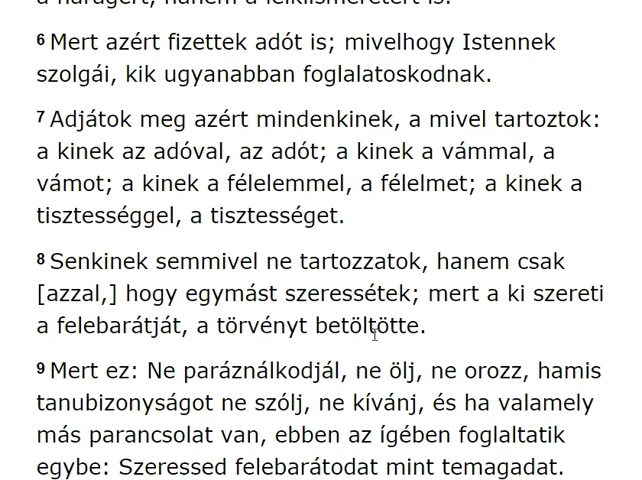 a haragért, hanem a lelkiismeretért is.
6 Mert azért fizettek adót is; mivelhogy Istennek
szolgái, kik ugyanabban foglalatoskodnak.
7 Adjátok meg azért mindenkinek, a mivel tartoztok:
a kinek az adóval, az adót; a kinek a vámmal, a
vámot; a kinek a félelemmel, a félelmet; a kinek a
tisztességgel, a tisztességet.
8 Senkinek semmivel ne tartozzatok, hanem csak
[azzal,] hogy egymást szeressétek; mert a ki szereti
a felebarátját, a törvényt betöltötte.
9 Mert ez: Ne paráználkodjál, ne ölj, ne orozz, hamis
tanubizonyságot ne szólj, ne kívánj, és ha valamely
más parancsolat van, ebben az ígében foglaltatik
egybe: Szeressed felebarátodat mint temagadat.